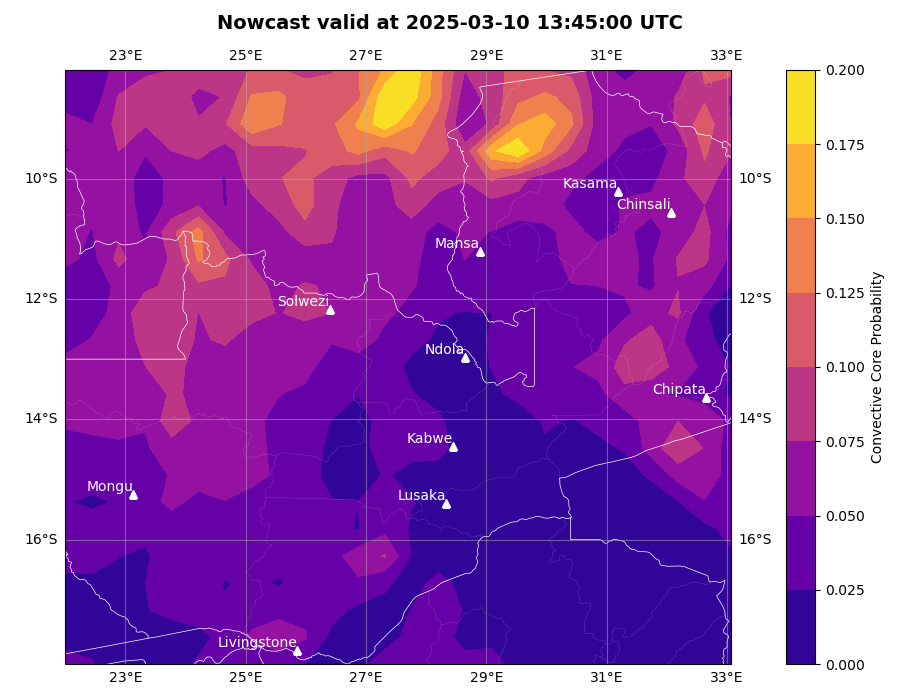 Nowcast valid at 2025-03-10 13:45:00 UTC
23°E 25°E 27°E 29°E 31°E 33°E
0.200
0.175
10°S Kasama 10°S
Chinsali
0.150
Mansa
12°S Solwezi 12°S
0.125
Ndola
0.100
Chipata
14°S 14°S
Kabwe
0.075
Mongu
Lusaka
0.050
16°S 16°S
0.025
Livingstone
0.000
23°E 25°E 27°E 29°E 31°E 33°E
Convective Core Probability